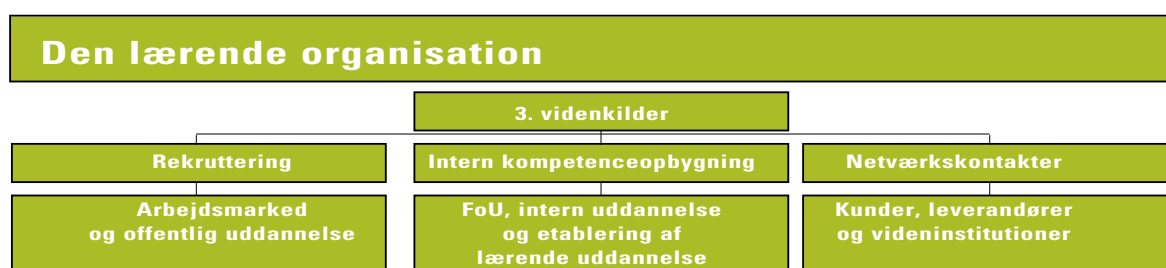 Den lærende organisation
3. videnkilder
Rekruttering
Intern kompetenceopbygning
Netværkskontakter
Arbejdsmarked
og offentlig uddannelse
FoU, intern uddannelse
og etablering af
lærende uddannelse
Kunder, leverandører
og videninstitutioner